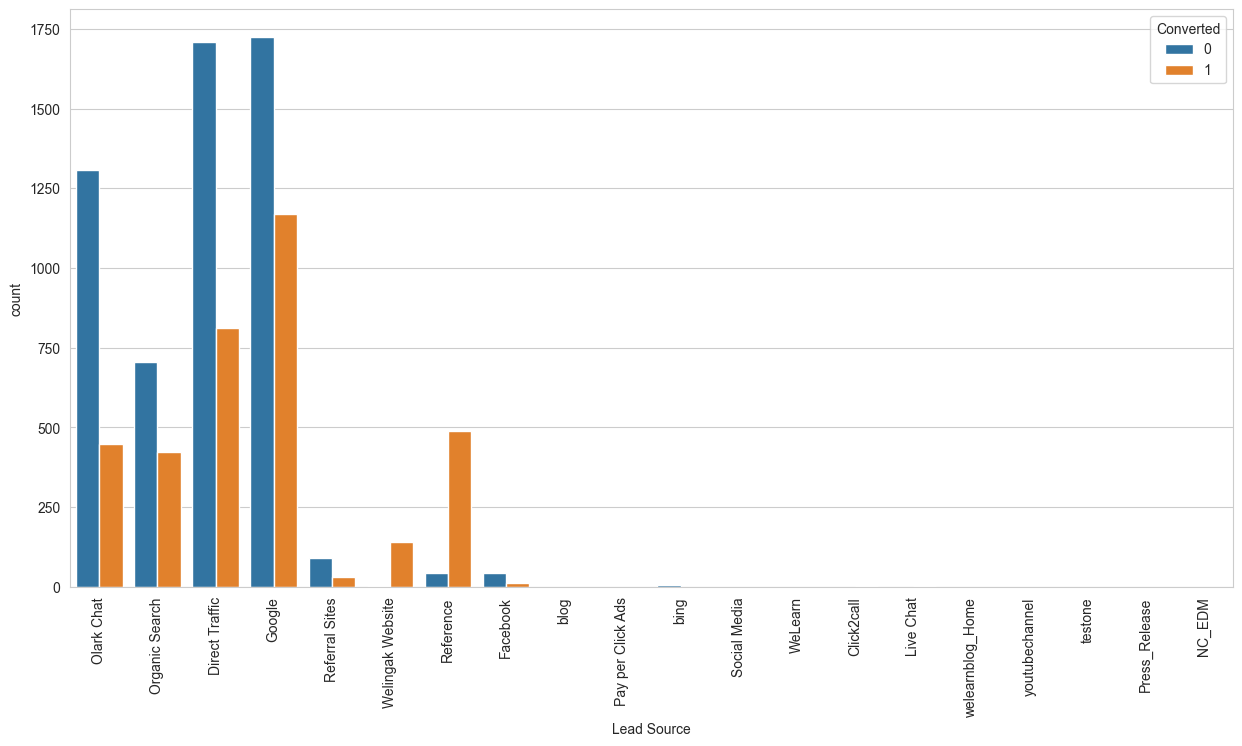 1750
1500
1250
1000
750
500
250
0
count
Converted
0
1
Olark Chat
Organic Search
Direct Traffic
Google
Referral Sites
Welingak Website
Reference
Facebook
blog
Pay per Click Ads
bing
Social Media
WeLearn
Click2call
Live Chat
welearnblog_Home
youtubechannel
testone
Press_Release
NC_EDM
Lead Source